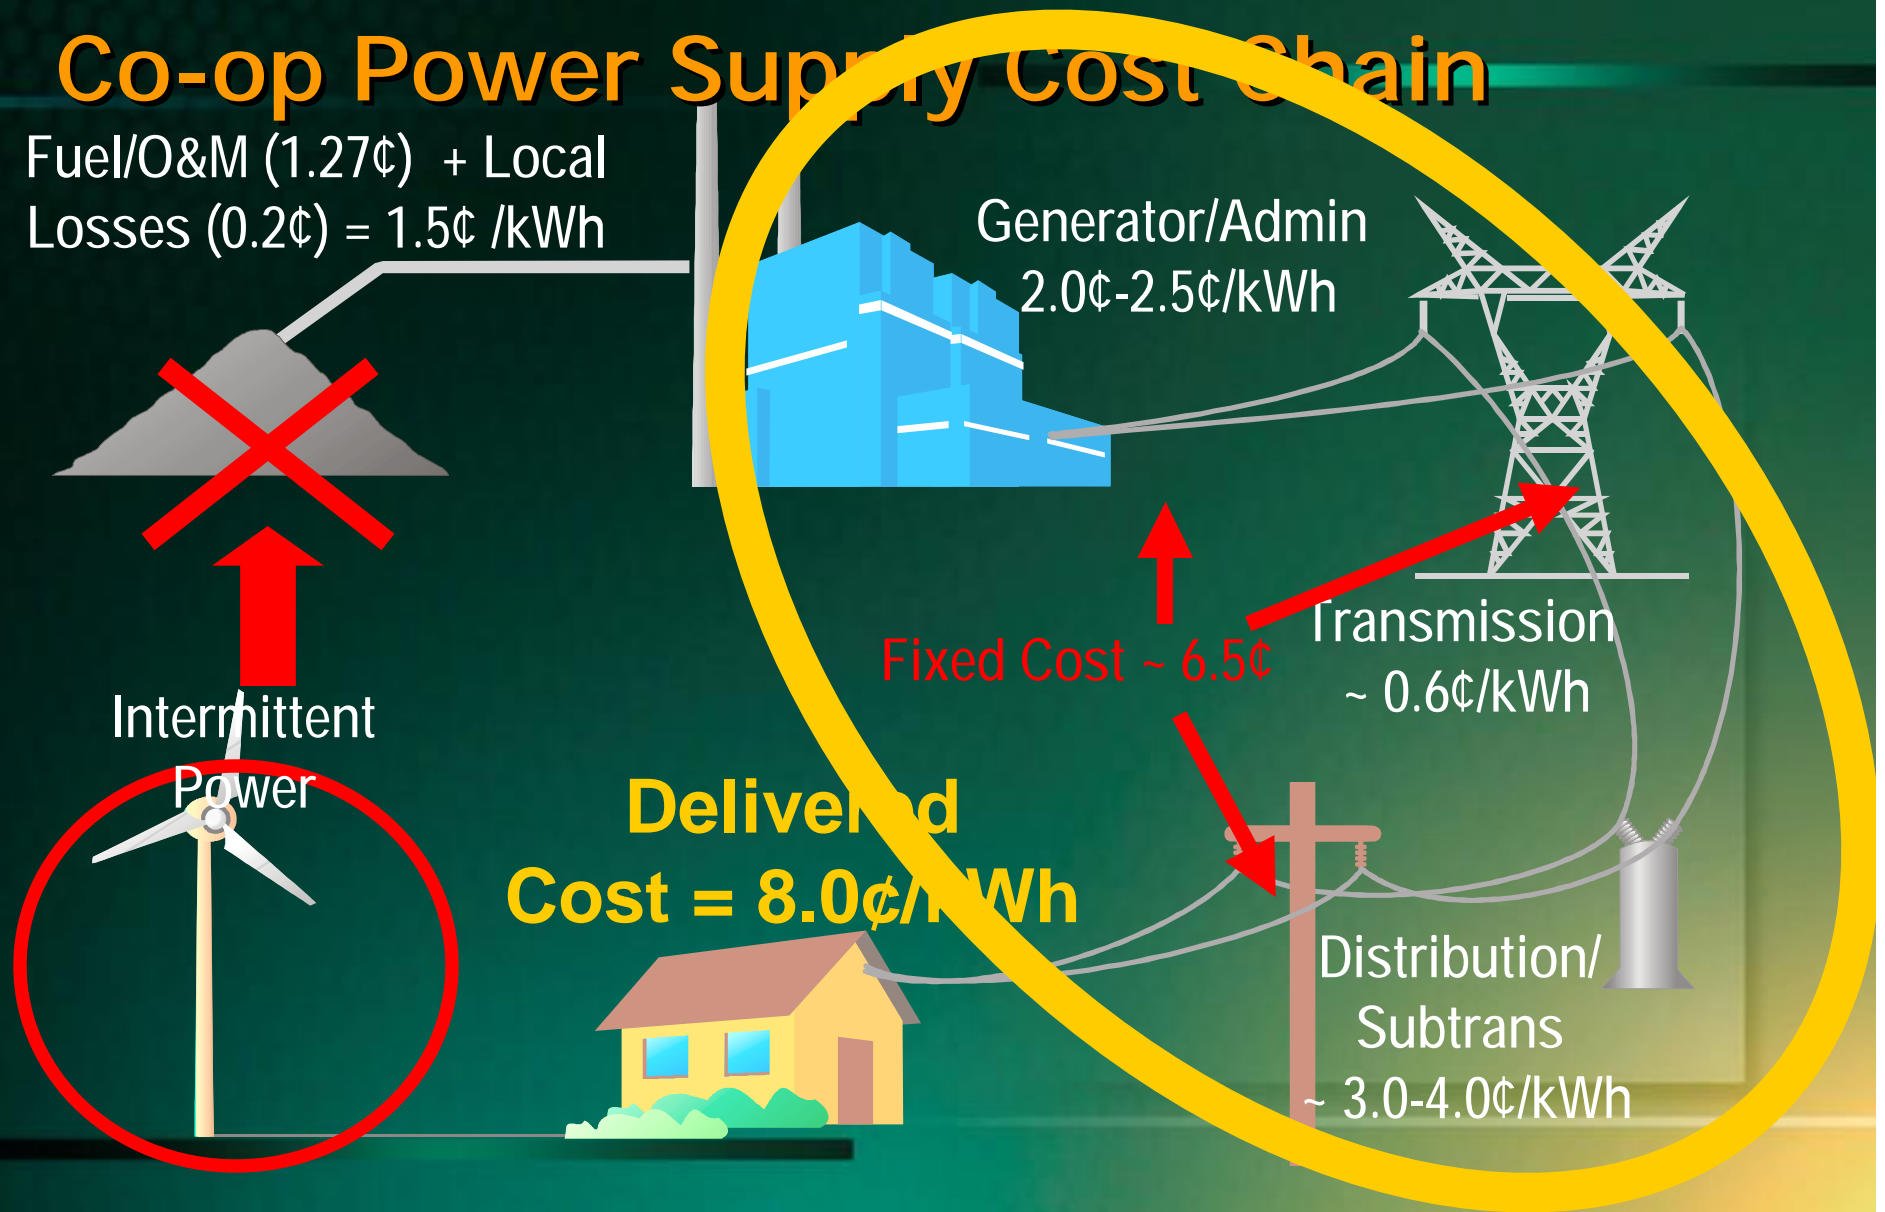 Co-op Power Supply Cost Chain
Fuel/O&M (1.27¢) + Local
Losses (0.2¢) = 1.5¢ /kWh
Generator/Admin
2.0¢-2.5¢/kWh
Fixed Cost ~ 6.5¢
Transmission
~ 0.6¢/kWh
Intermittent
Power
Delivered
Cost = 8.0¢/kWh
Distribution/
Subtrans
~ 3.0-4.0¢/kWh